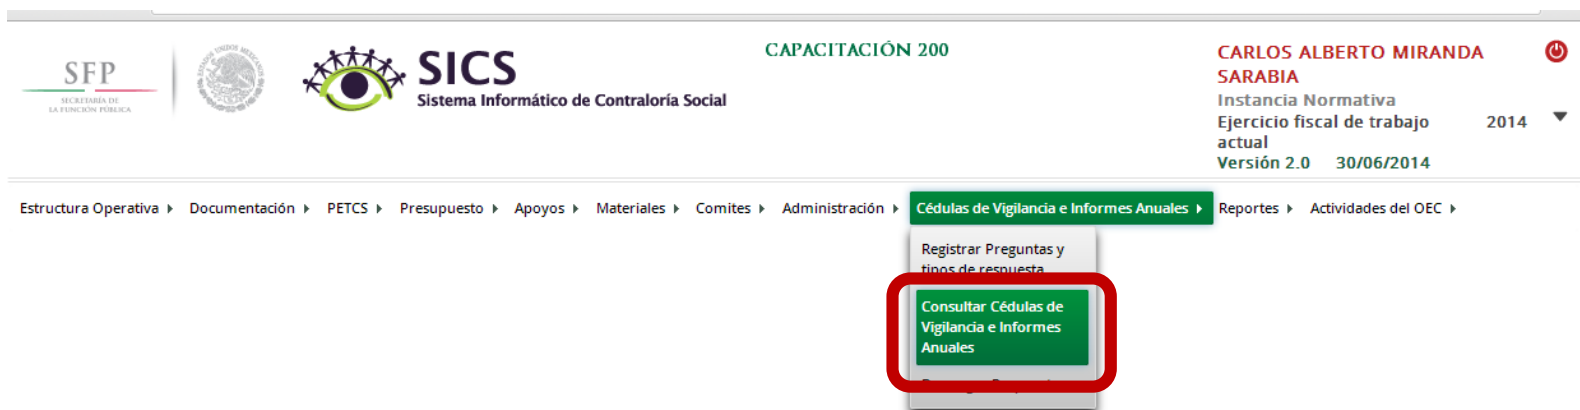 SFP
SECRETARÍA DE
LA FUNCIÓN PÚBLICA
ESTADOS UNIDOS MEXICANOS
SICS
Sistema Informático de Contraloría Social
CAPACITACIÓN 200
CARLOS ALBERTO MIRANDA
SARABIA
Instancia Normativa
Ejercicio fiscal de trabajo 2014
actual
Versión 2.0 30/06/2014
Estructura Operativa Documentación PETCS Presupuesto Apoyos Materiales Comites Administración Cédulas de Vigilancia e Informes Anuales Reportes Actividades del OEC
Registrar Preguntas y
tipos de respuesta
Consultar Cédulas de
Vigilancia e Informes
Anuales